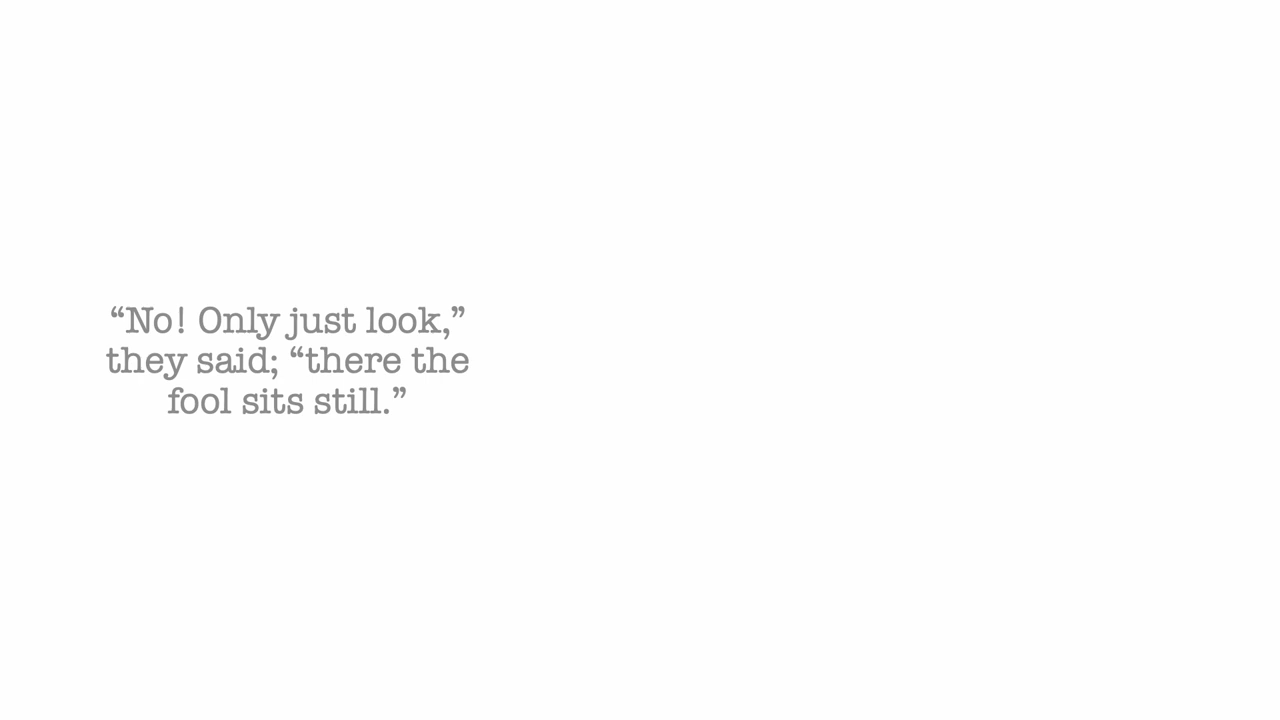 “No! Only just look,”
they said; “there the
fool sits still.”